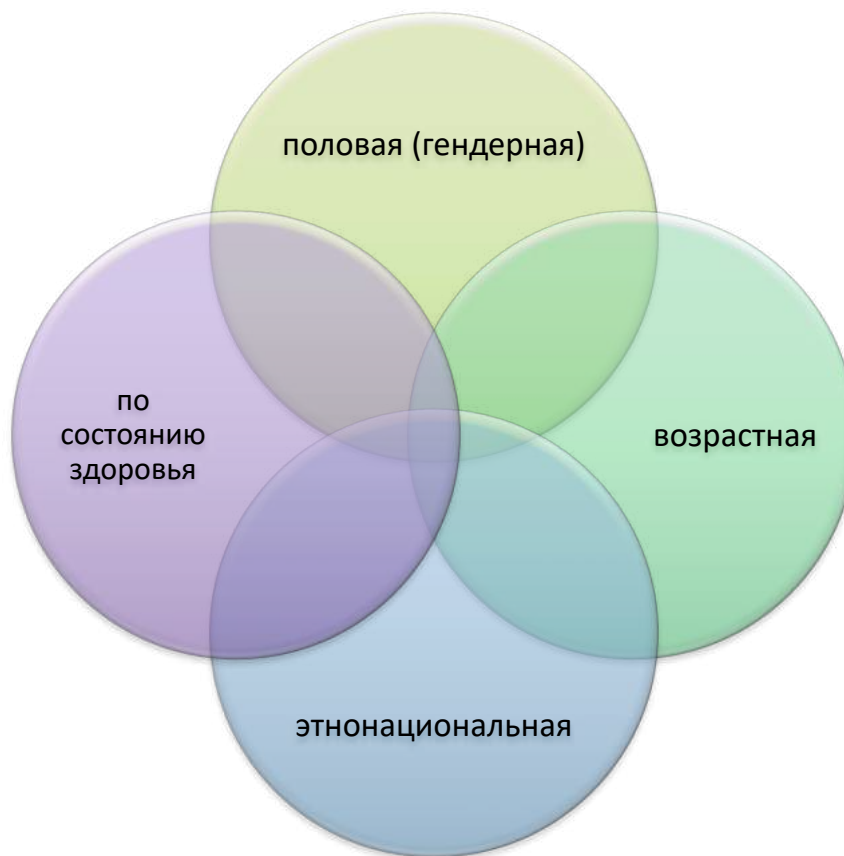 половая (гендерная)
по
состоянию
здоровья
возрастная
этнонациональная